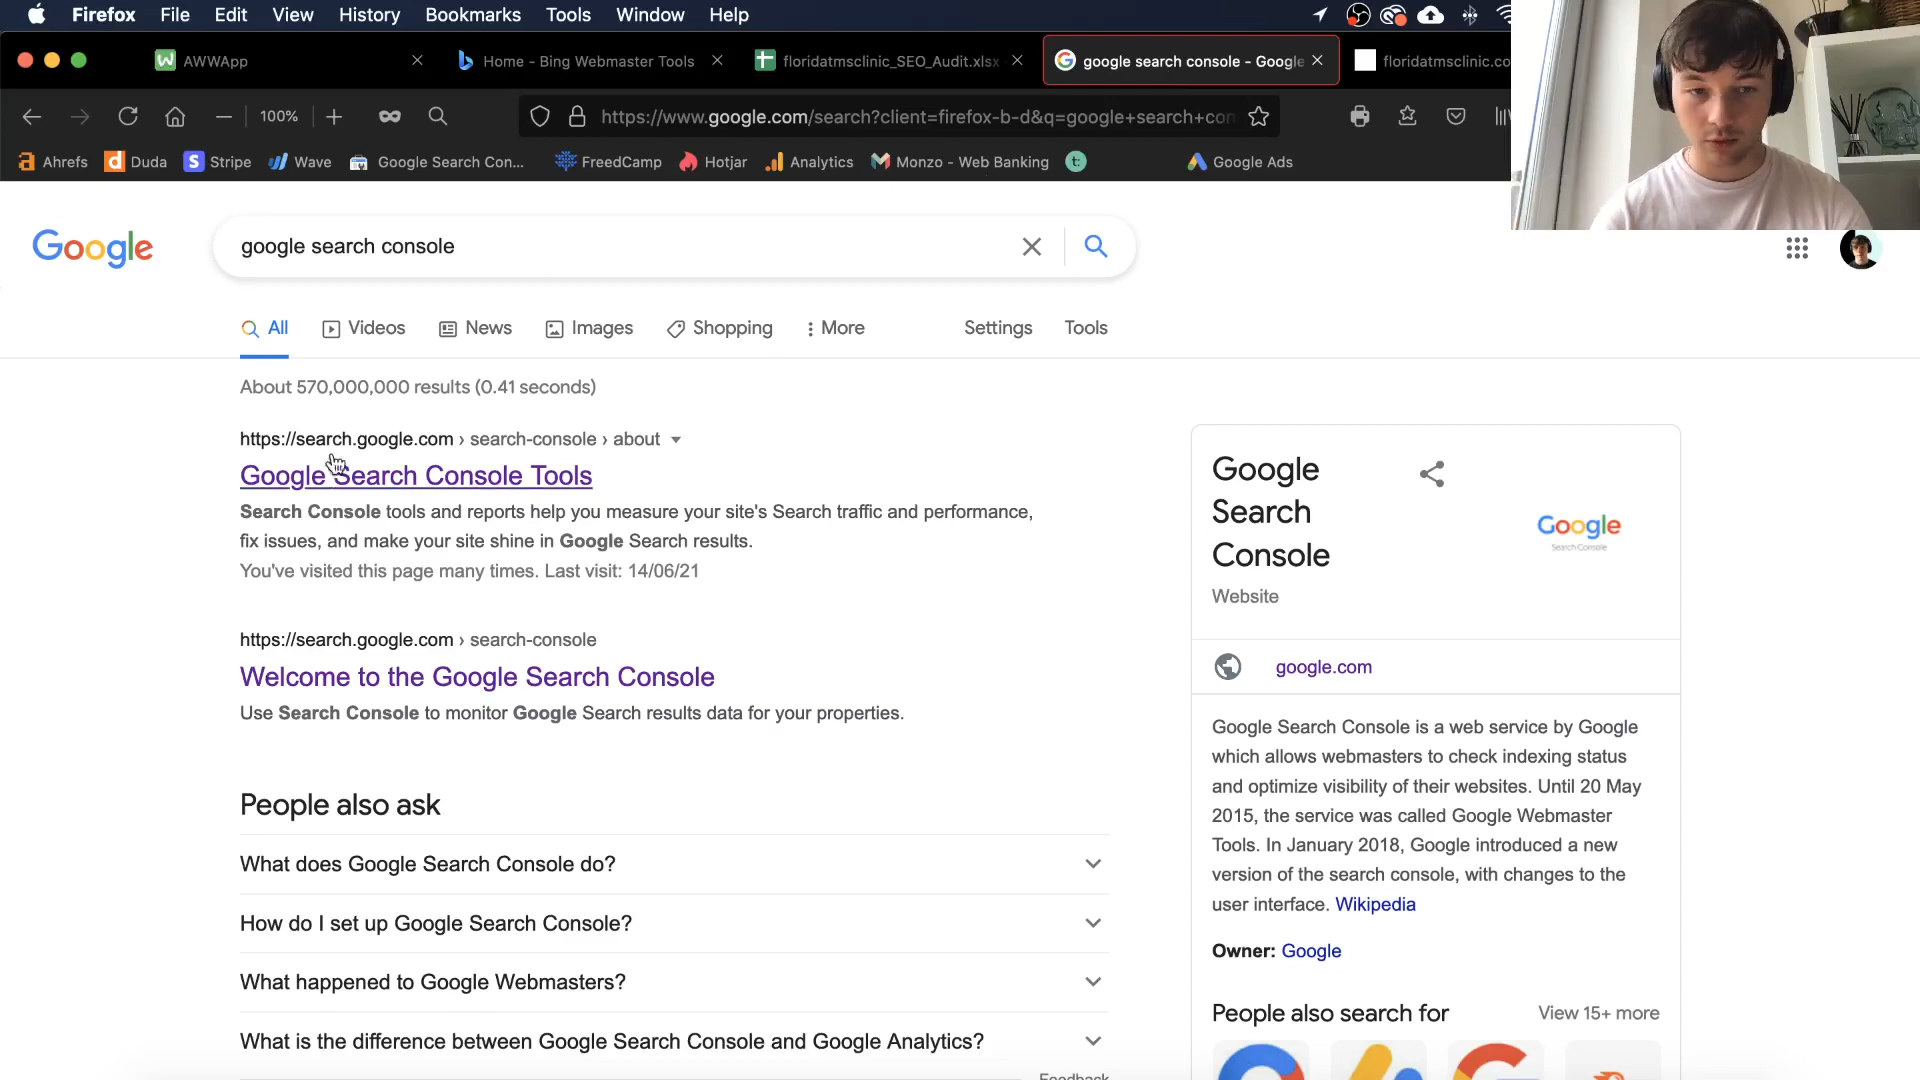 Firefox File Edit View History Bookmarks Tools Window Help
AWWApp
Home - Bing Webmaster Tools
floridatmsclinic_SEO_Audit.xlsx
google search console - Google
floridatmsclinic.co
100%
https://www.google.com/search?client=firefox-b-d&q=google+search+con
Ahrefs Duda Stripe Wave Google Search Con... FreedCamp Hotjar Analytics Monzo - Web Banking Google Ads
Google
google search console
All Videos News Images Shopping More Settings Tools
About 570,000,000 results (0.41 seconds)
https://search.google.com › search-console › about
Google Search Console Tools
Search Console tools and reports help you measure your site's Search traffic and performance,
fix issues, and make your site shine in Google Search results.
You've visited this page many times. Last visit: 14/06/21
https://search.google.com › search-console
Welcome to the Google Search Console
Use Search Console to monitor Google Search results data for your properties.
People also ask
What does Google Search Console do?
How do I set up Google Search Console?
What happened to Google Webmasters?
What is the difference between Google Search Console and Google Analytics?
Feedback
Google
Search
Console
Website
Google
Search Console
google.com
Google Search Console is a web service by Google
which allows webmasters to check indexing status
and optimize visibility of their websites. Until 20 May
2015, the service was called Google Webmaster
Tools. In January 2018, Google introduced a new
version of the search console, with changes to the
user interface. Wikipedia
Owner: Google
People also search for
View 15+ more